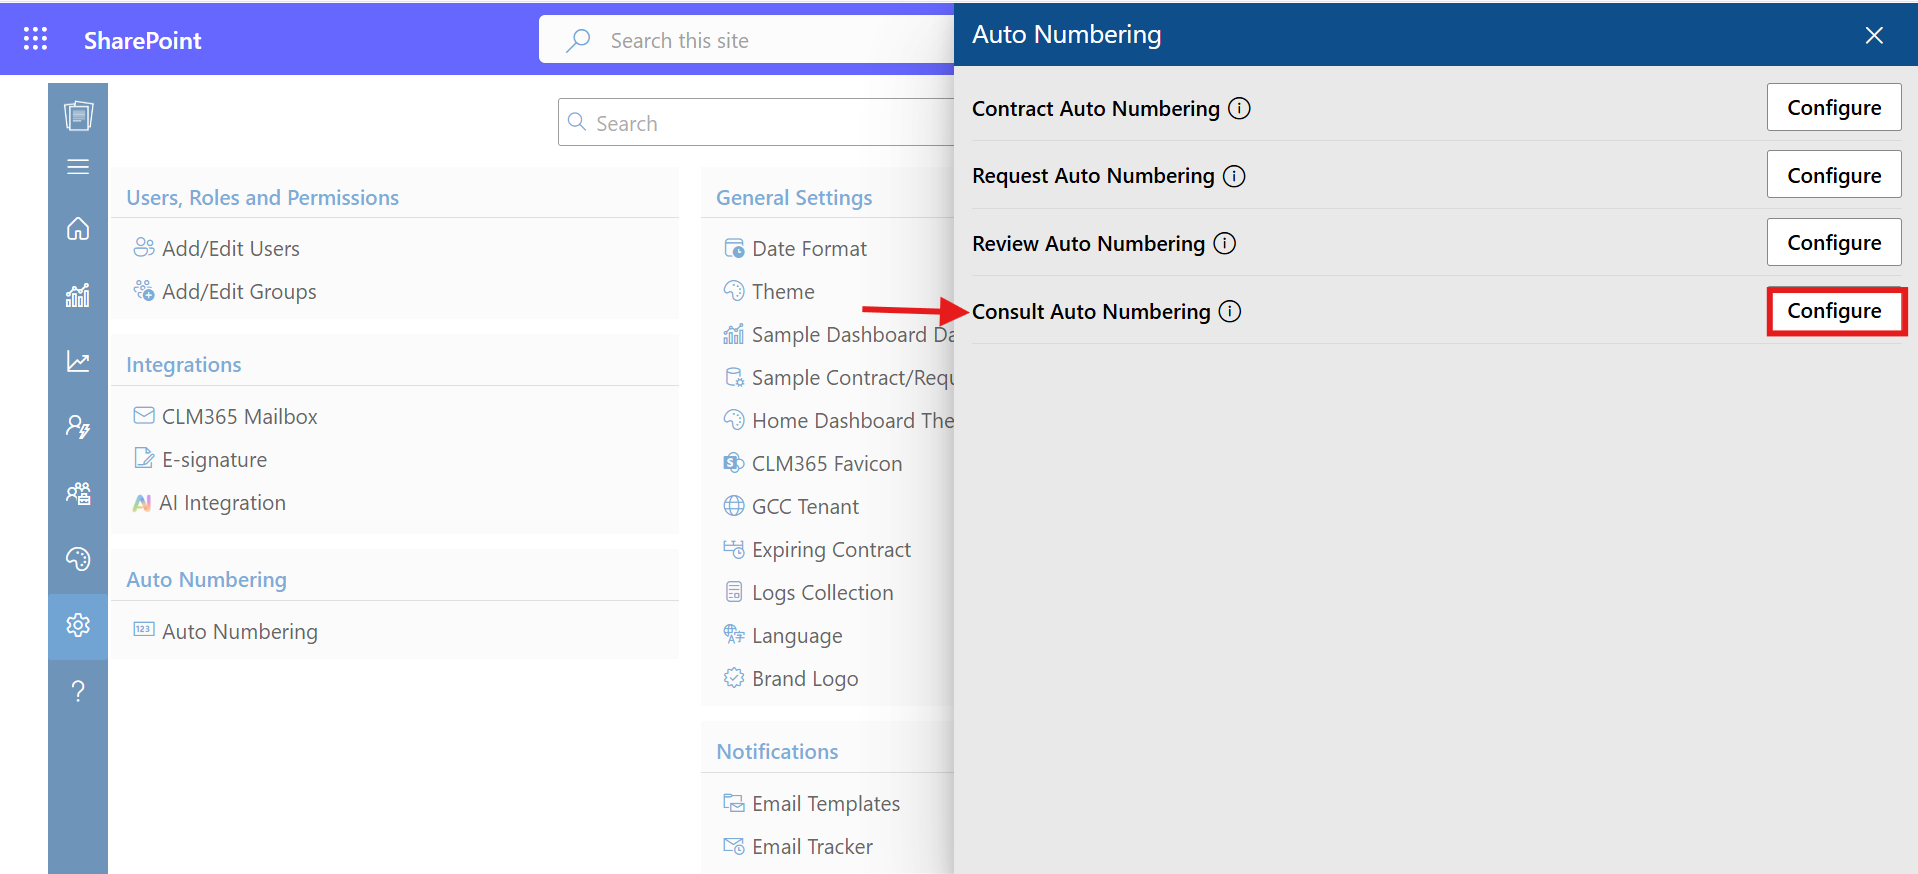 SharePoint
Search this site
Search
Users, Roles and Permissions
Add/Edit Users
Add/Edit Groups
Integrations
CLM365 Mailbox
E-signature
AI Integration
Auto Numbering
123 Auto Numbering
General Settings
Date Format
Theme
Sample Dashboard Da
Sample Contract/Requ
Home Dashboard The
CLM365 Favicon
GCC Tenant
Expiring Contract
Logs Collection
Language
Brand Logo
Notifications
Email Templates
Email Tracker
Auto Numbering
Contract Auto Numbering Configure
Request Auto Numbering Configure
Review Auto Numbering Configure
Consult Auto Numbering Configure